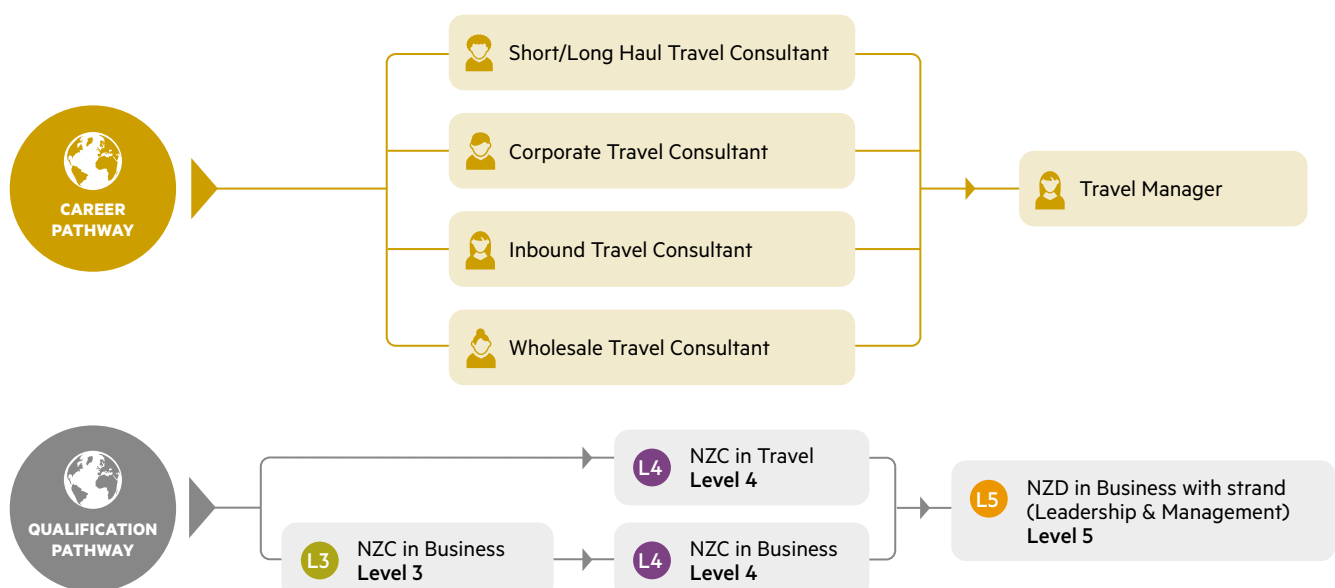 CAREER
PATHWAY
Short/Long Haul Travel Consultant
Corporate Travel Consultant
Inbound Travel Consultant
Wholesale Travel Consultant
Travel Manager
QUALIFICATION
PATHWAY
L4
NZC in Travel
Level 4
L3
NZC in Business
Level 3
L4
NZC in Business
Level 4
L5
NZD in Business with strand
(Leadership & Management)
Level 5